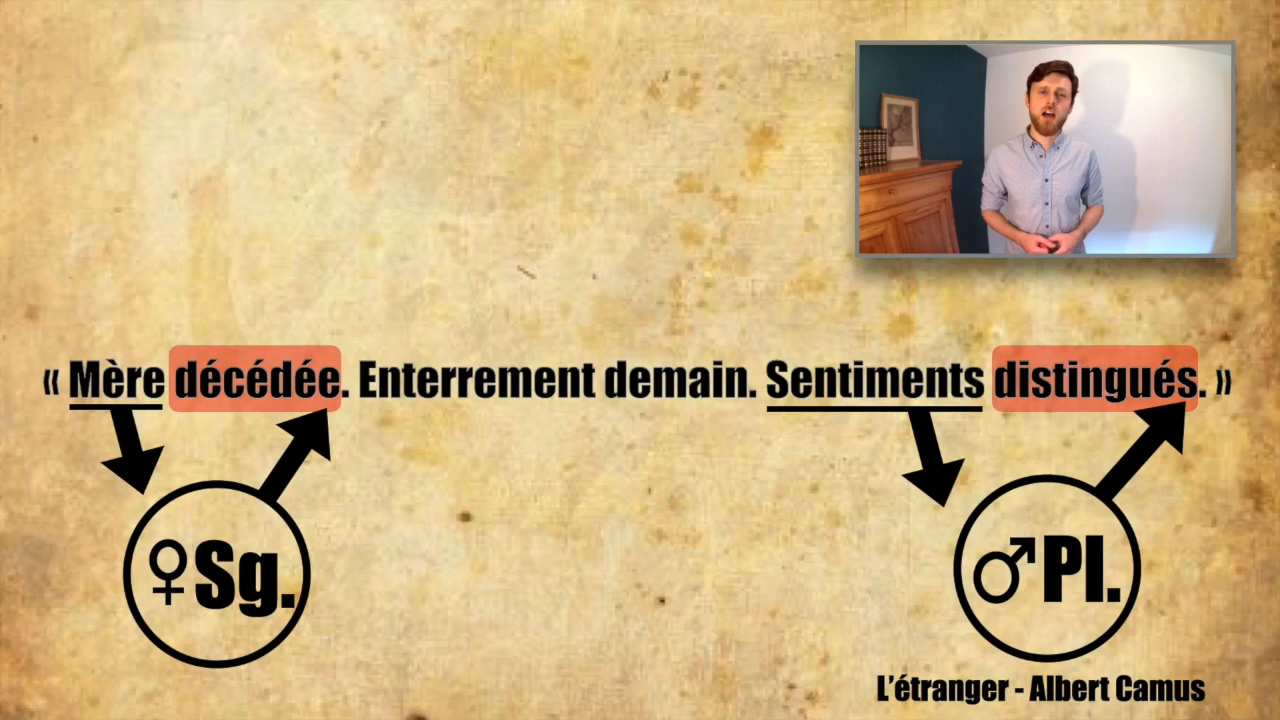 « Mère décédée. Enterrement demain. Sentiments distingués. »
♀Sg.
♂Pl.
L'étranger - Albert Camus